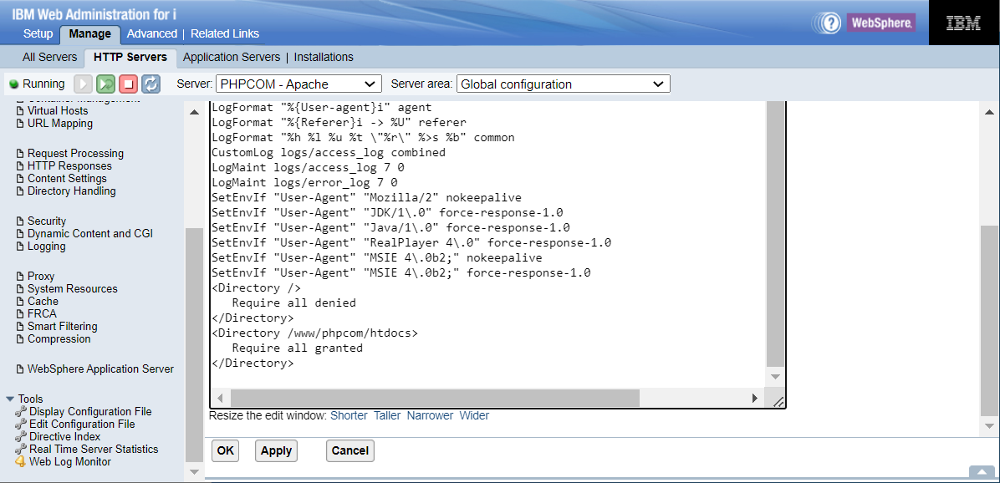 IBM Web Administration for i
Setup Manage Advanced | Related Links
WebSphere.
IBM
All Servers HTTP Servers Application Servers | Installations
Running Server: PHPCOM - Apache Server area: Global configuration
Container Management
Virtual Hosts
URL Mapping
Request Processing
HTTP Responses
Content Settings
Directory Handling
Security
Dynamic Content and CGI
Logging
Proxy
System Resources
Cache
FRCA
Smart Filtering
Compression
WebSphere Application Server
Tools
Display Configuration File
Edit Configuration File
Directive Index
Real Time Server Statistics
Web Log Monitor
LogFormat "%{User-agent}i" agent
LogFormat "%{Referer}i -> %U" referer
LogFormat "%h %l %u %t \"%r\" %>s %b" common
CustomLog logs/access_log combined
LogMaint logs/access_log 7 0
LogMaint logs/error_log 7 0
SetEnvIf "User-Agent" "Mozilla/2" nokeepalive
SetEnvIf "User-Agent" "JDK/1\.0" force-response-1.0
SetEnvIf "User-Agent" "Java/1\.0" force-response-1.0
SetEnvIf "User-Agent" "RealPlayer 4\.0" force-response-1.0
SetEnvIf "User-Agent" "MSIE 4\.0b2;" nokeepalive
SetEnvIf "User-Agent" "MSIE 4\.0b2;" force-response-1.0
<Directory />
   Require all denied
</Directory>
<Directory /www/phpcom/htdocs>
   Require all granted
</Directory>
Resize the edit window: Shorter Taller Narrower Wider
OK Apply Cancel